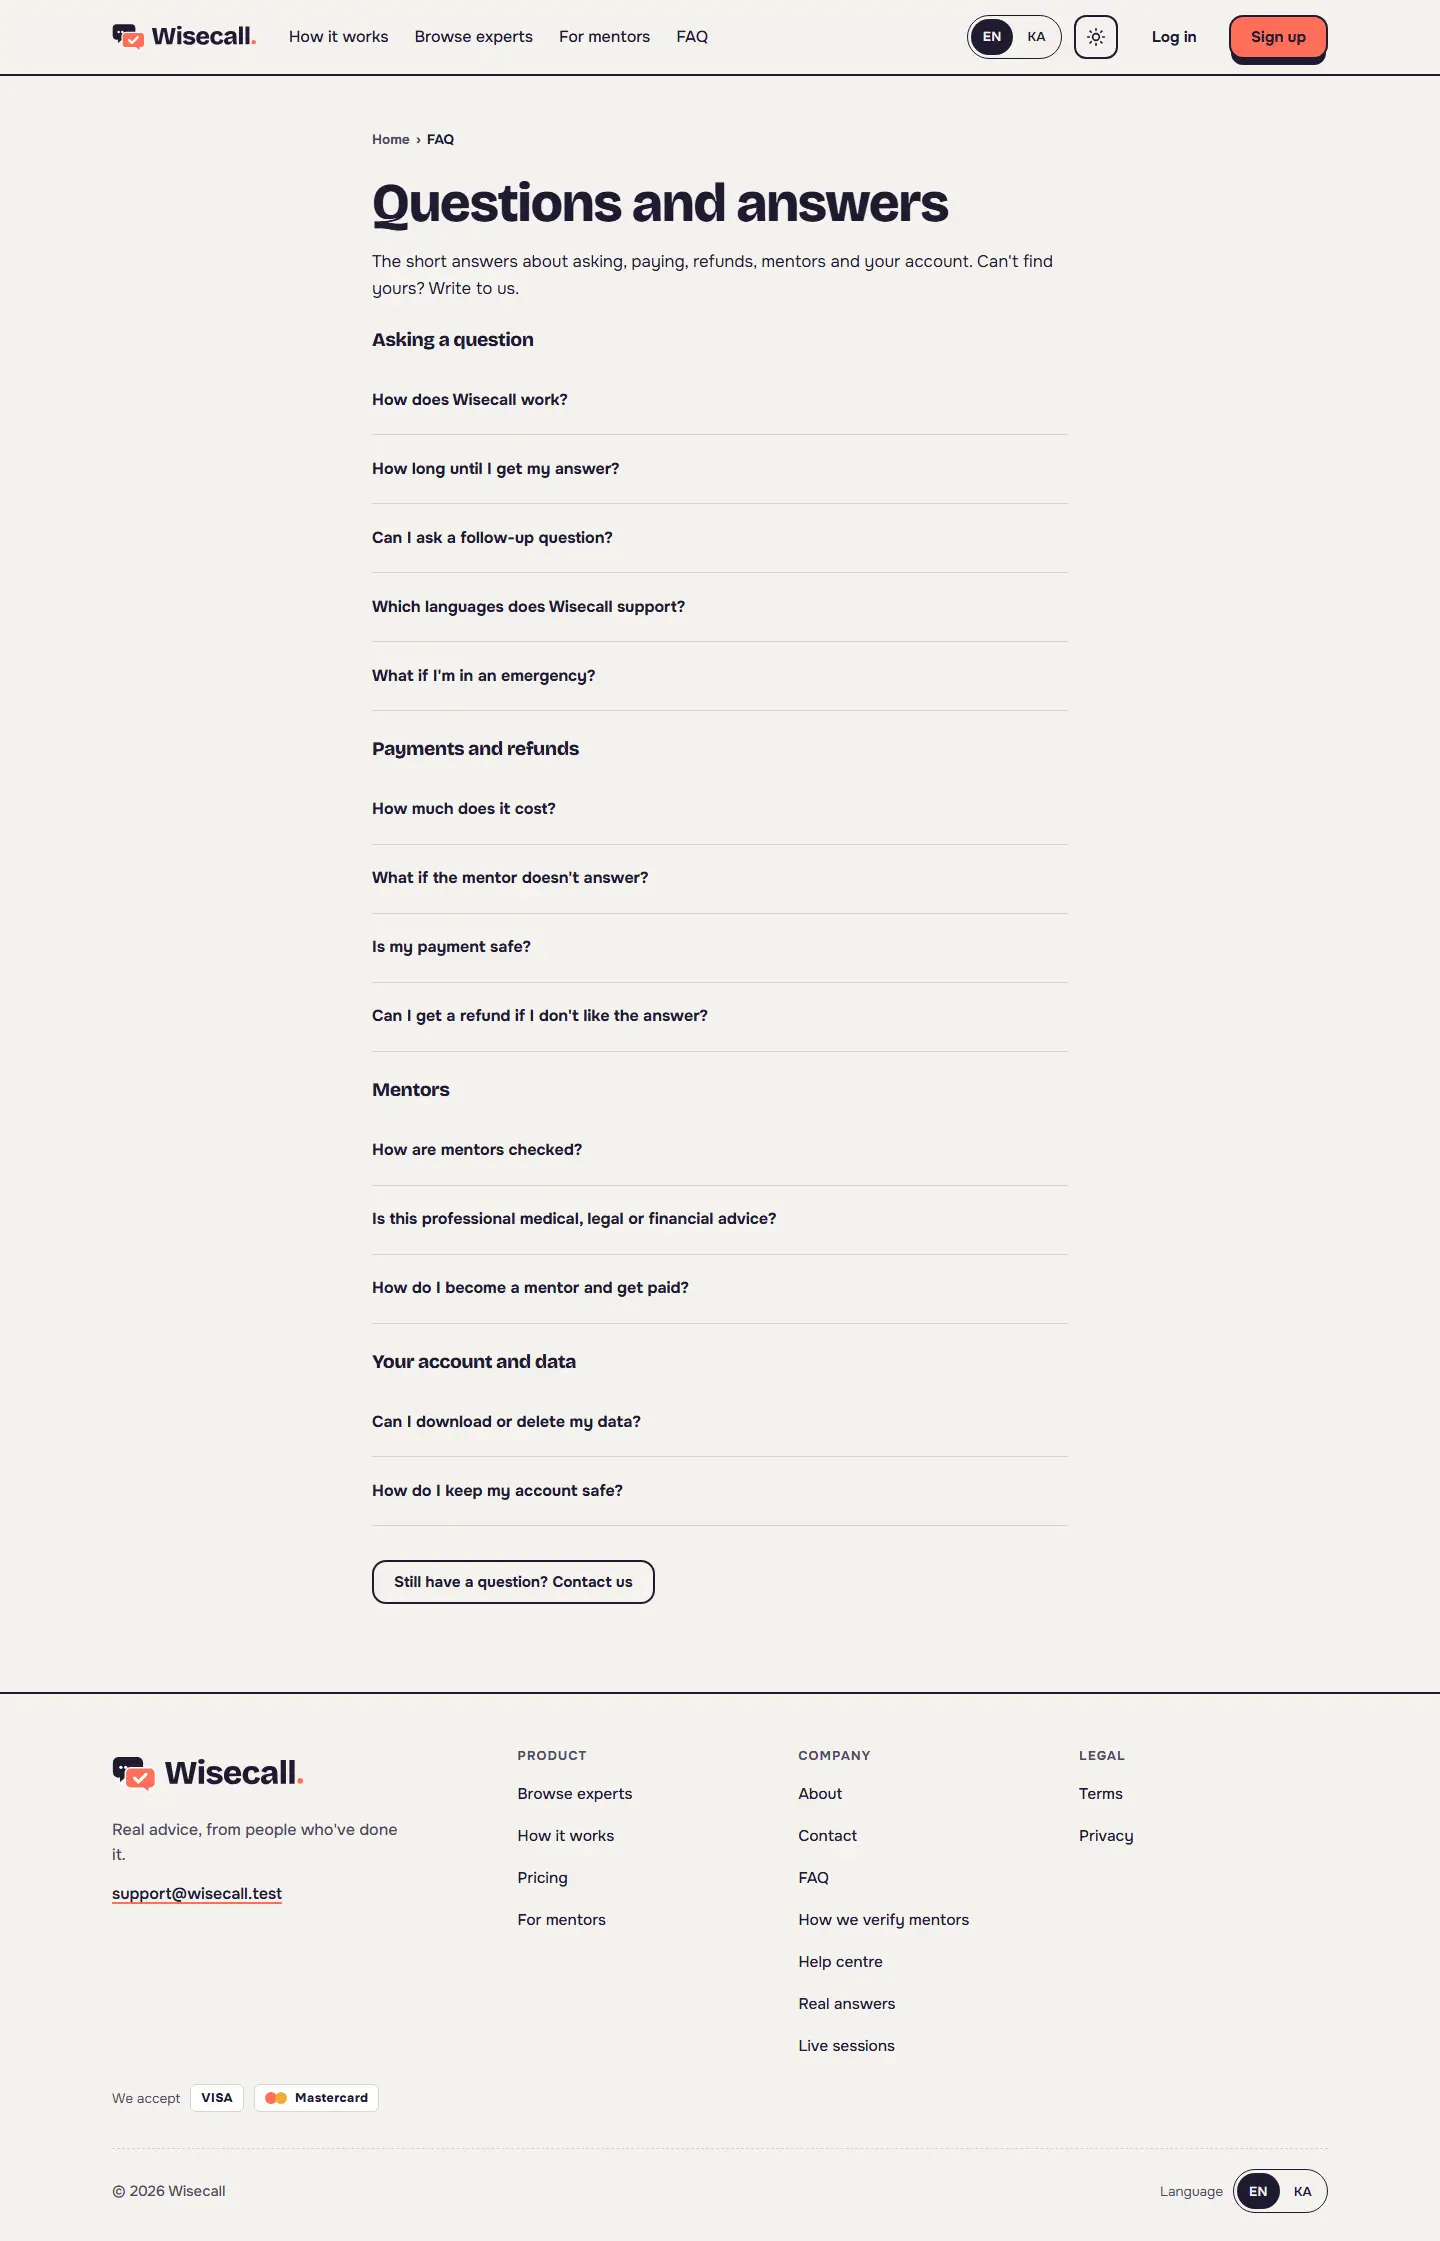 Wisecall.
How it works
Browse experts
For mentors
FAQ
EN
KA
Log in
Sign up
Home › FAQ
Questions and answers
The short answers about asking, paying, refunds, mentors and your account. Can't find
yours? Write to us.
Asking a question
How does Wisecall work?
How long until I get my answer?
Can I ask a follow-up question?
Which languages does Wisecall support?
What if I'm in an emergency?
Payments and refunds
How much does it cost?
What if the mentor doesn't answer?
Is my payment safe?
Can I get a refund if I don't like the answer?
Mentors
How are mentors checked?
Is this professional medical, legal or financial advice?
How do I become a mentor and get paid?
Your account and data
Can I download or delete my data?
How do I keep my account safe?
Still have a question? Contact us
Wisecall.
Real advice, from people who've done
it.
support@wisecall.test
PRODUCT
Browse experts
How it works
Pricing
For mentors
COMPANY
About
Contact
FAQ
How we verify mentors
Help centre
Real answers
Live sessions
LEGAL
Terms
Privacy
We accept
VISA
Mastercard
© 2026 Wisecall
Language
EN
KA